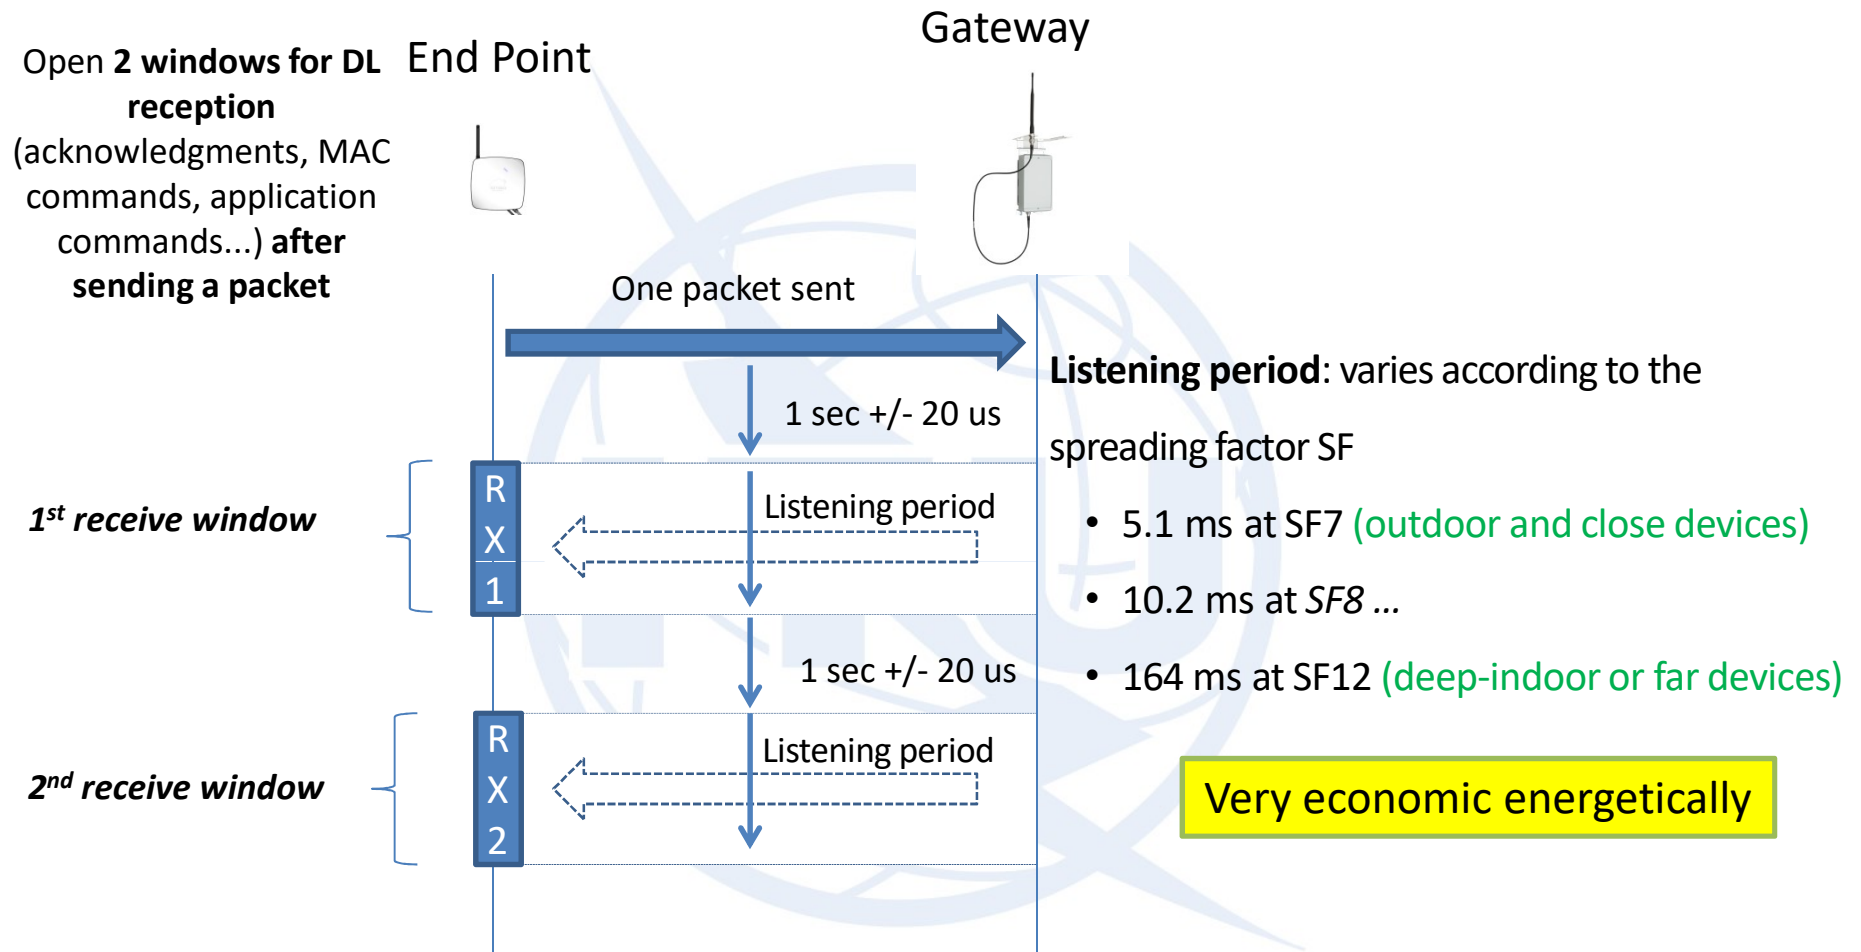 Open 2 windows for DL
reception
(acknowledgments, MAC
commands, application
commands...) after
sending a packet
End Point
Gateway
One packet sent
1 sec +/- 20 us
1st receive window
R
X
1
Listening period
1 sec +/- 20 us
2nd receive window
R
X
2
Listening period
Listening period: varies according to the
spreading factor SF
• 5.1 ms at SF7 (outdoor and close devices)
• 10.2 ms at SF8 ...
• 164 ms at SF12 (deep-indoor or far devices)
Very economic energetically
ITU